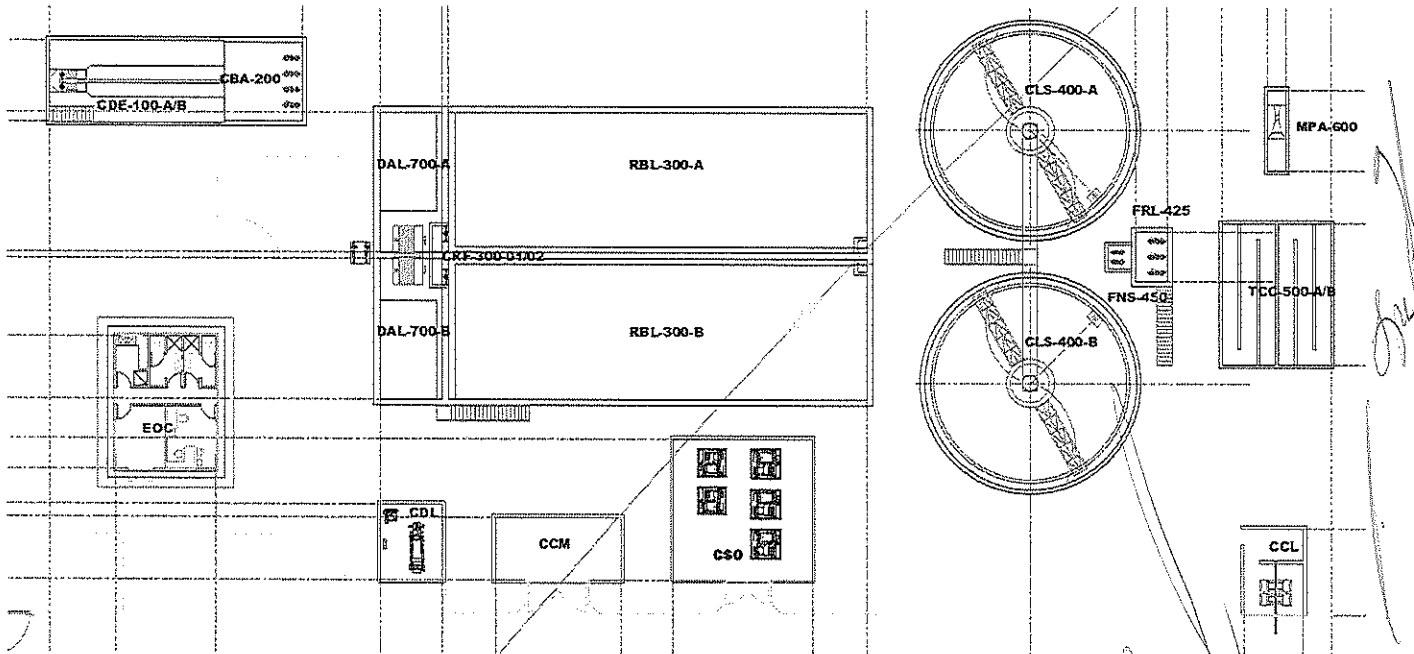 CBA-200
CDE-100-A/B
CLS-400-A
MPA-600
DAL-700-A
RBL-300-A
FRL-425
CRF-300-01/02
TCC-500-A/B
FNS-450
DAL-700-B
RBL-300-B
CLS-400-B
EOC
CDL
CCM
CSO
CCL